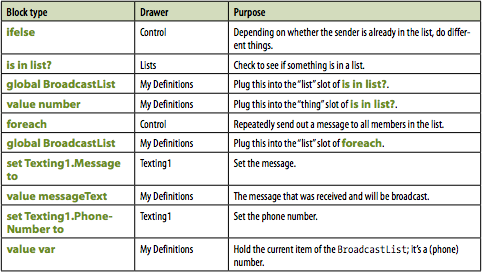 Block type Drawer Purpose
ifelse Control Depending on whether the sender is already in the list, do differ-
ent things.
is in list? Lists Check to see if something is in a list.
global BroadcastList My Definitions Plug this into the “list” slot of is in list?.
value number My Definitions Plug this into the “thing” slot of is in list?.
foreach Control Repeatedly send out a message to all members in the list.
global BroadcastList My Definitions Plug this into the “list” slot of foreach.
set Texting1.Message Texting1 Set the message.
to
value messageText My Definitions The message that was received and will be broadcast.
set Texting1.Phone- Texting1 Set the phone number.
Number to
value var My Definitions Hold the current item of the BroadcastList; it’s a (phone)
number.